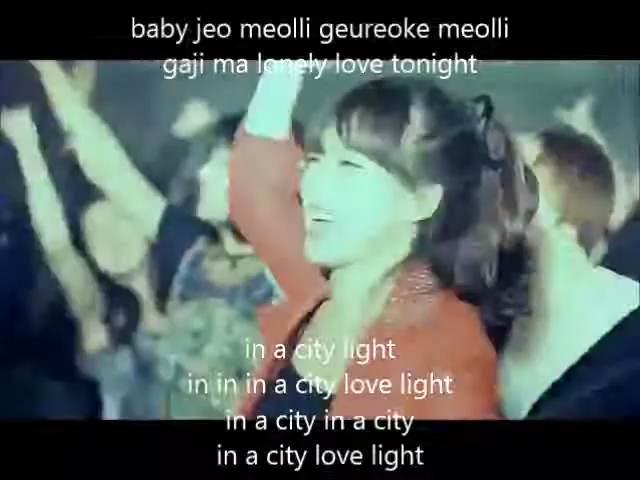 baby jeo meolli geureoke meolli
gaji ma lonely love tonight
in a city light
in in in a city love light
in a city in a city
in a city love light